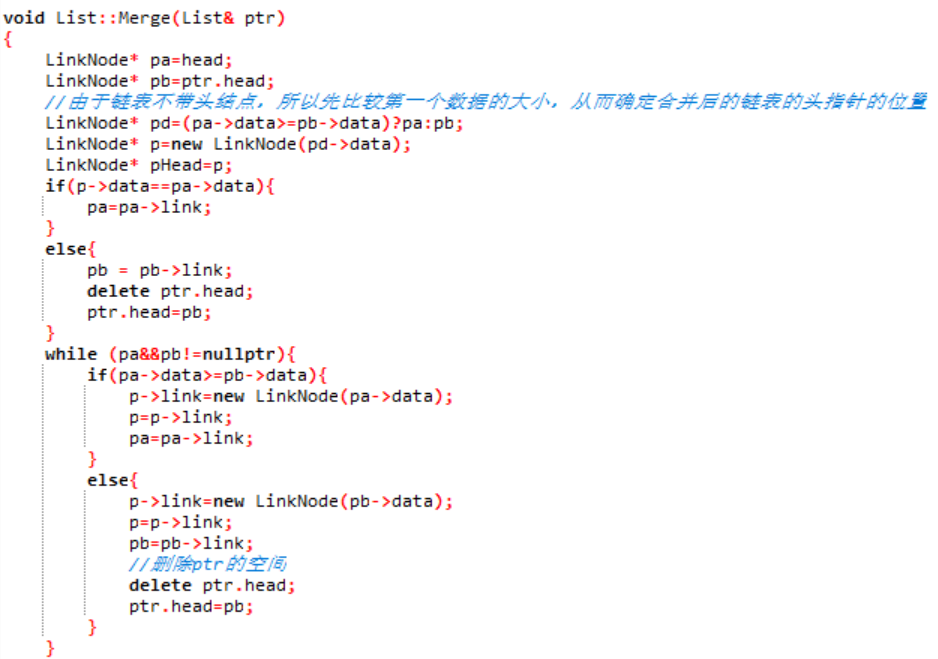 void List::Merge(List& ptr)
{
    LinkNode* pa=head;
    LinkNode* pb=ptr.head;
    //由于链表不带头结点，所以先比较第一个数据的大小，从而确定合并后的链表的头指针的位置
    LinkNode* pd=(pa->data>=pb->data)?pa:pb;
    LinkNode* p=new LinkNode(pd->data);
    LinkNode* pHead=p;
    if(p->data==pa->data){
        pa=pa->link;
    }
    else{
        pb = pb->link;
        delete ptr.head;
        ptr.head=pb;
    }
    while (pa&&pb!=nullptr){
        if(pa->data>=pb->data){
            p->link=new LinkNode(pa->data);
            p=p->link;
            pa=pa->link;
        }
        else{
            p->link=new LinkNode(pb->data);
            p=p->link;
            pb=pb->link;
            //删除ptr的空间
            delete ptr.head;
            ptr.head=pb;
        }
    }